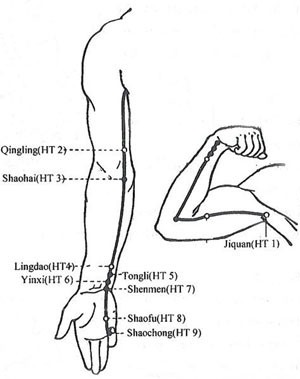 Qingling(HT 2)
Shaohai(HT 3)
Jiquan(HT 1)
Lingdao(HT4)
Tongli(HT 5)
Yinxi(HT 6)
Shenmen(HT 7)
Shaofu(HT 8)
Shaochong(HT 9)